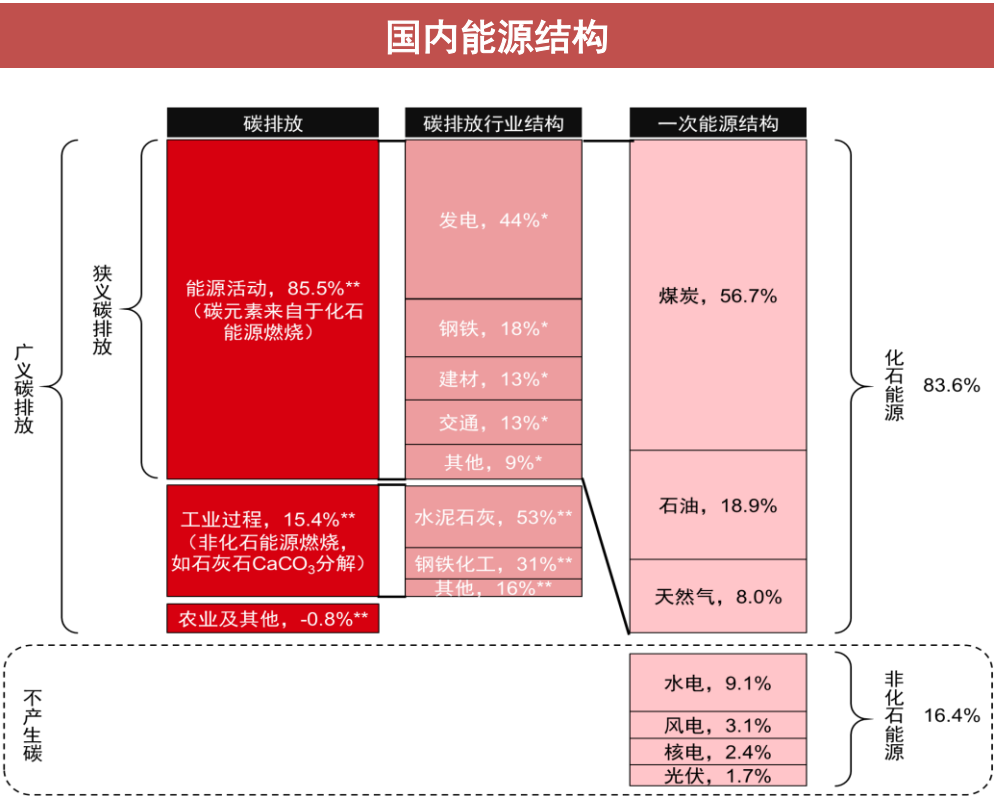 国内能源结构
碳排放
碳排放行业结构
一次能源结构
广义碳排放
狭义碳排放
能源活动，85.5%**
（碳元素来自于化石
能源燃烧）
工业过程，15.4%**
（非化石能源燃烧，
如石灰石CaCO₃分解）
农业及其他，-0.8%**
发电，44%*
钢铁，18%*
建材，13%*
交通，13%*
其他，9%*
水泥石灰，53%**
钢铁化工，31%**
其他，16%**
煤炭，56.7%
石油，18.9%
天然气，8.0%
化石能源
83.6%
不产生碳
水电，9.1%
风电，3.1%
核电，2.4%
光伏，1.7%
非化石能源
16.4%